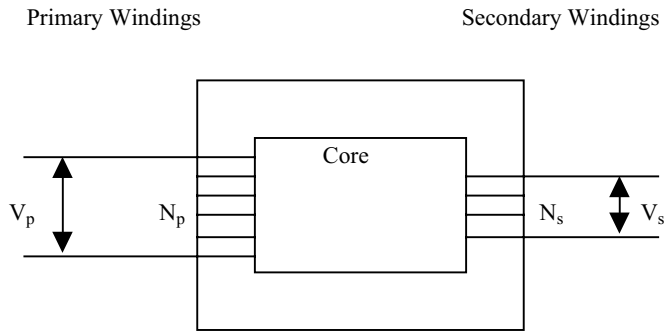 Primary Windings
Secondary Windings
Core
Vp
Np
Ns
Vs